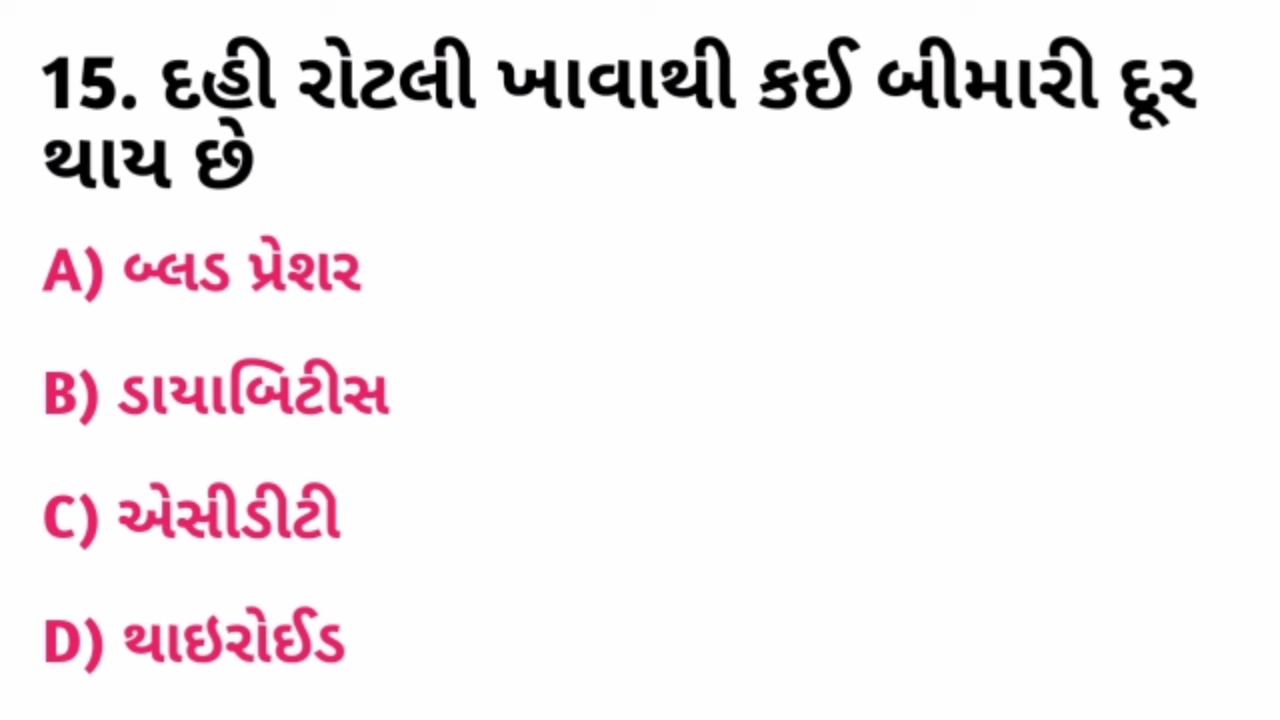 15. દહી રોટલી ખાવાથી કઈ બીમારી દૂર
થાય છે
A) બ્લડ પ્રેશર
B) ડાયાબિટીસ
C) એસીડીટી
D) થાઇરોઈડ